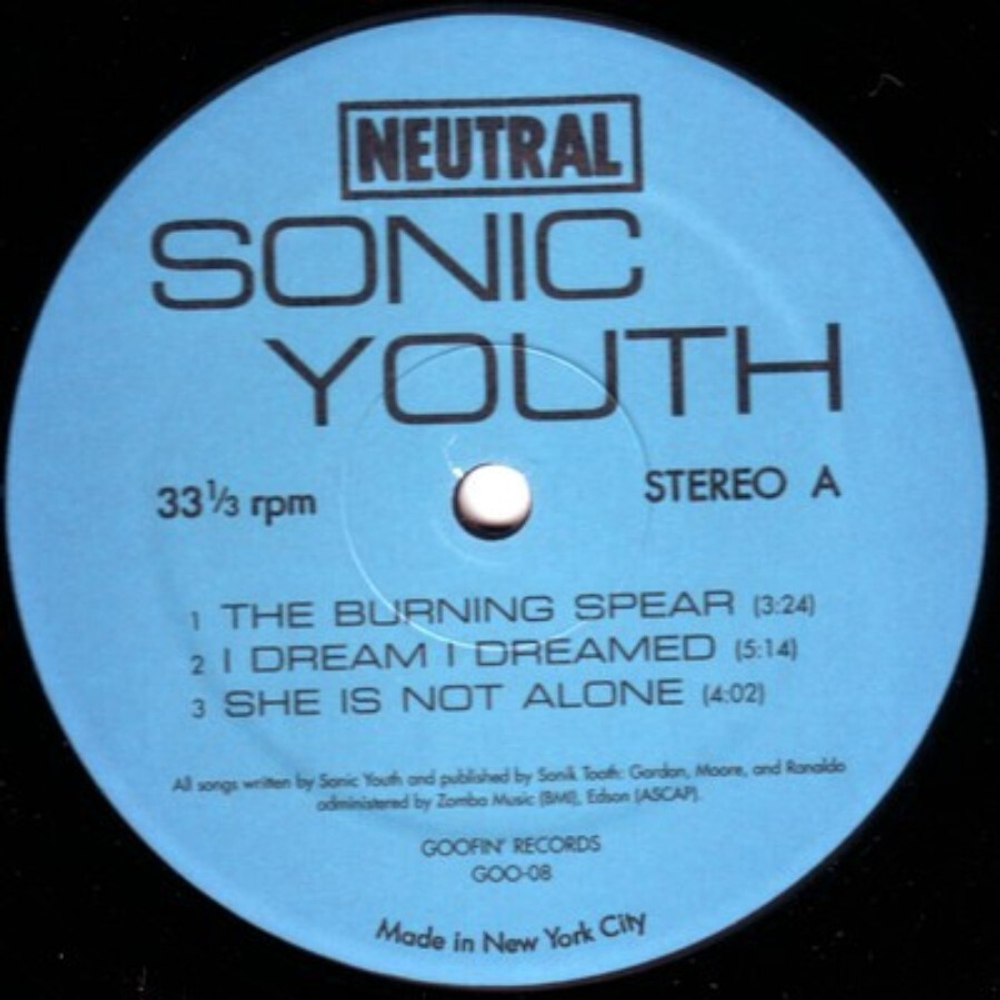 NEUTRAL
SONIC
YOUTH
33 1/3 rpm
STEREO A
1 THE BURNING SPEAR (3:24)
2 I DREAM I DREAMED (5:14)
3 SHE IS NOT ALONE (4:02)
All songs written by Sonic Youth and published by Sonik Tooth: Gordon, Moore, and Ranaldo
administered by Zomba Music (BMI), Edson (ASCAP).
GOOFIN' RECORDS
GOO-08
Made in New York City